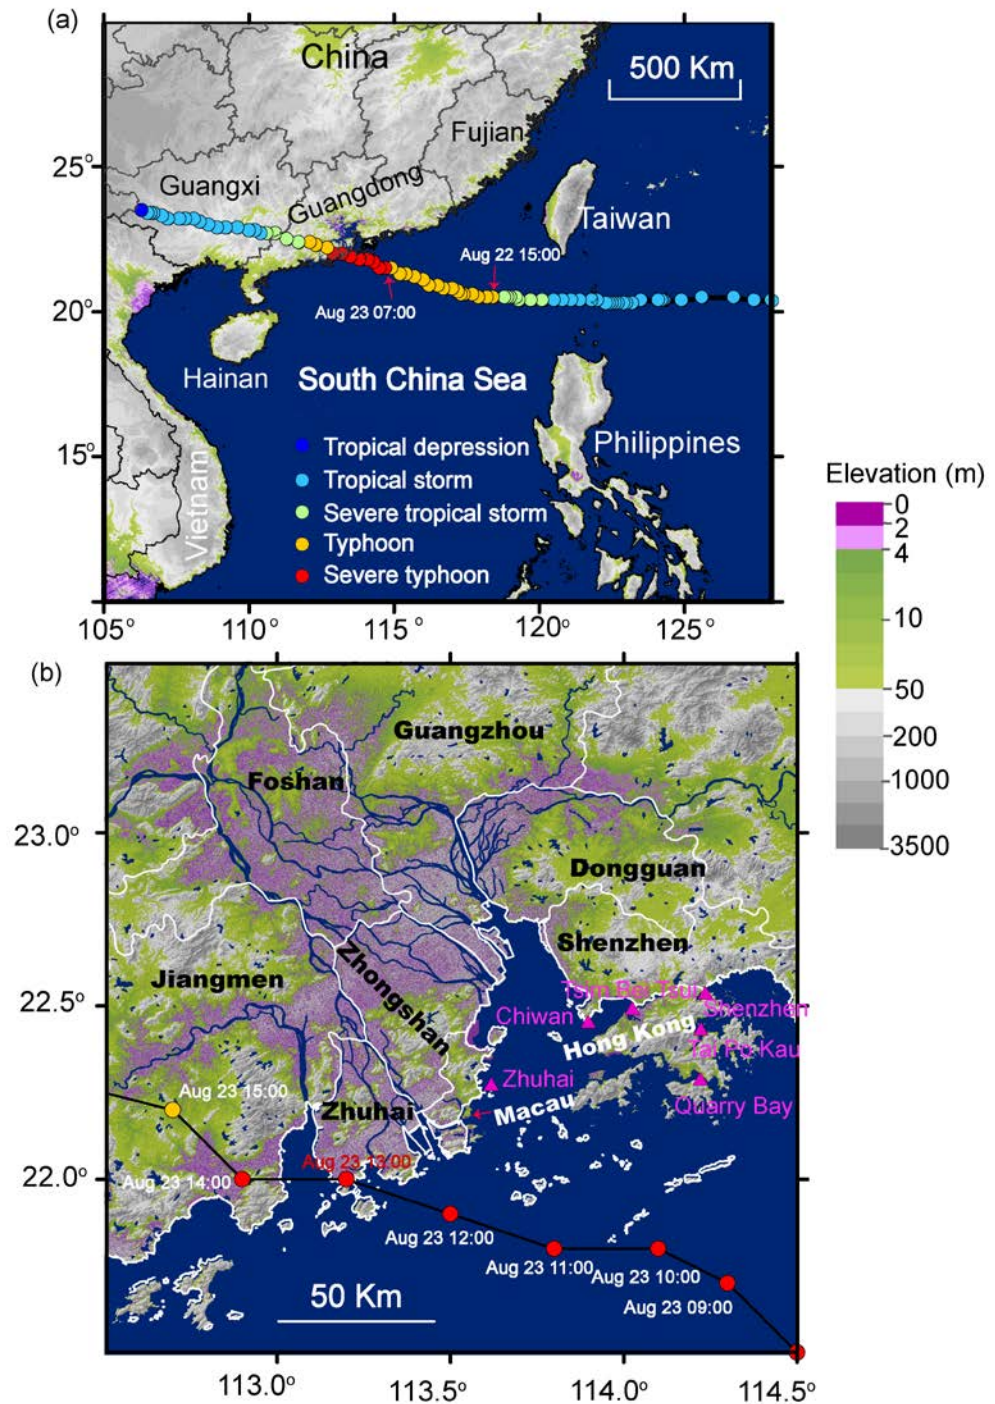 (a)
China
500 Km
Fujian
25°
Guangxi
Guangdong
Taiwan
Aug 22 15:00
Aug 23 07:00
20°
Hainan
South China Sea
Philippines
15°
Vietnam
Tropical depression
Tropical storm
Severe tropical storm
Typhoon
Severe typhoon
105°
110°
115°
120°
125°
Elevation (m)
0
2
4
10
50
200
1000
3500
(b)
Guangzhou
Foshan
23.0°
Dongguan
Shenzhen
Zhongshan
Jiangmen
Tsim Bei Tsui
22.5°
Chiwan
Shenzhen
Hong Kong
Tai Po Kau
Zhuhai
Aug 23 15:00
Quarry Bay
Macau
Zhuhai
Aug 23 13:00
22.0°
Aug 23 14:00
Aug 23 12:00
Aug 23 11:00
Aug 23 10:00
Aug 23 09:00
50 Km
113.0°
113.5°
114.0°
114.5°